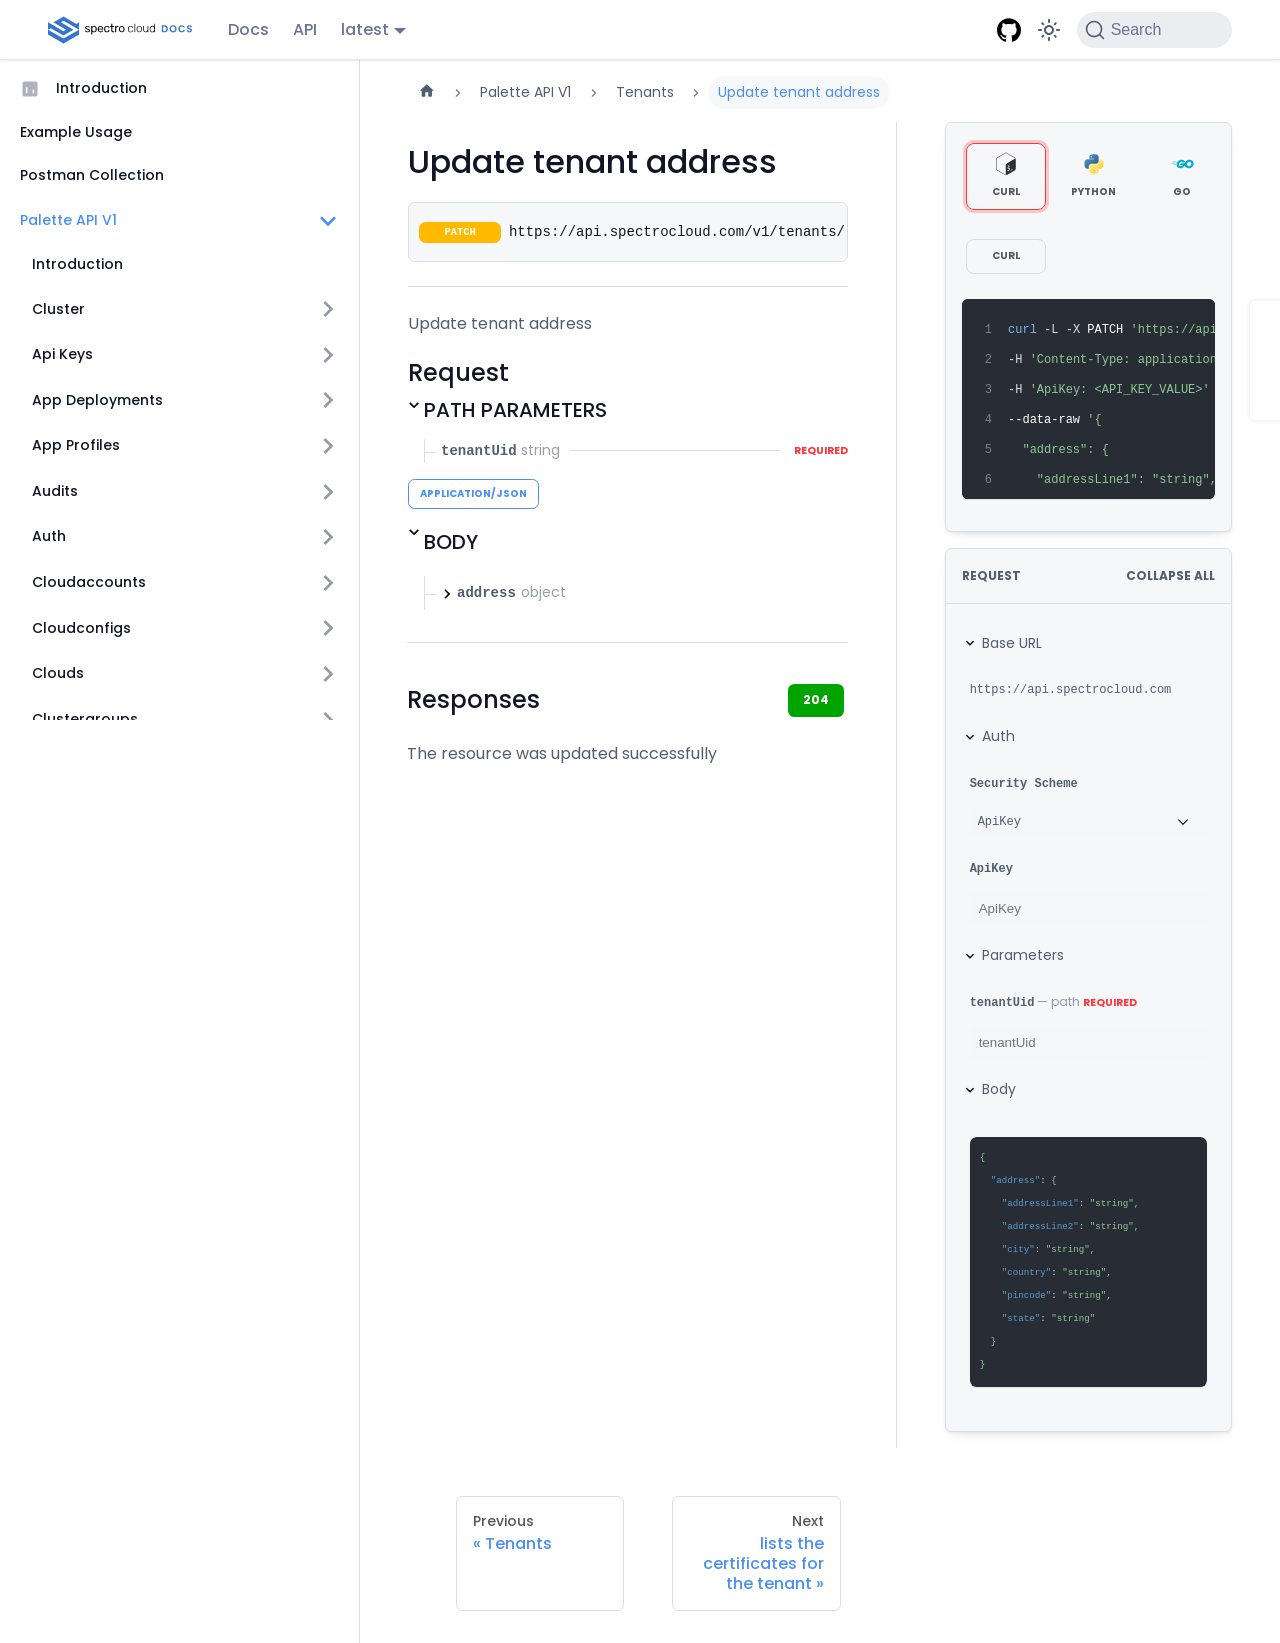 spectro cloud DOCS
Docs
API
latest
Search
Introduction
Example Usage
Postman Collection
Palette API V1
Introduction
Cluster
Api Keys
App Deployments
App Profiles
Audits
Auth
Cloudaccounts
Cloudconfigs
Clouds
Clustergroups
Palette API V1
Tenants
Update tenant address
Update tenant address
PATCH https://api.spectrocloud.com/v1/tenants/
Update tenant address
Request
PATH PARAMETERS
tenantUid string REQUIRED
APPLICATION/JSON
BODY
address object
Responses 204
The resource was updated successfully
CURL
PYTHON
GO
CURL
1 curl -L -X PATCH 'https://api
2 -H 'Content-Type: application
3 -H 'ApiKey: <API_KEY_VALUE>'
4 --data-raw '{
5 "address": {
6 "addressLine1": "string",
REQUEST COLLAPSE ALL
Base URL
https://api.spectrocloud.com
Auth
Security Scheme
ApiKey
ApiKey
ApiKey
Parameters
tenantUid — path REQUIRED
tenantUid
Body
{
"address": {
"addressLine1": "string",
"addressLine2": "string",
"city": "string",
"country": "string",
"pincode": "string",
"state": "string"
}
}
Previous
« Tenants
Next
lists the
certificates for
the tenant »